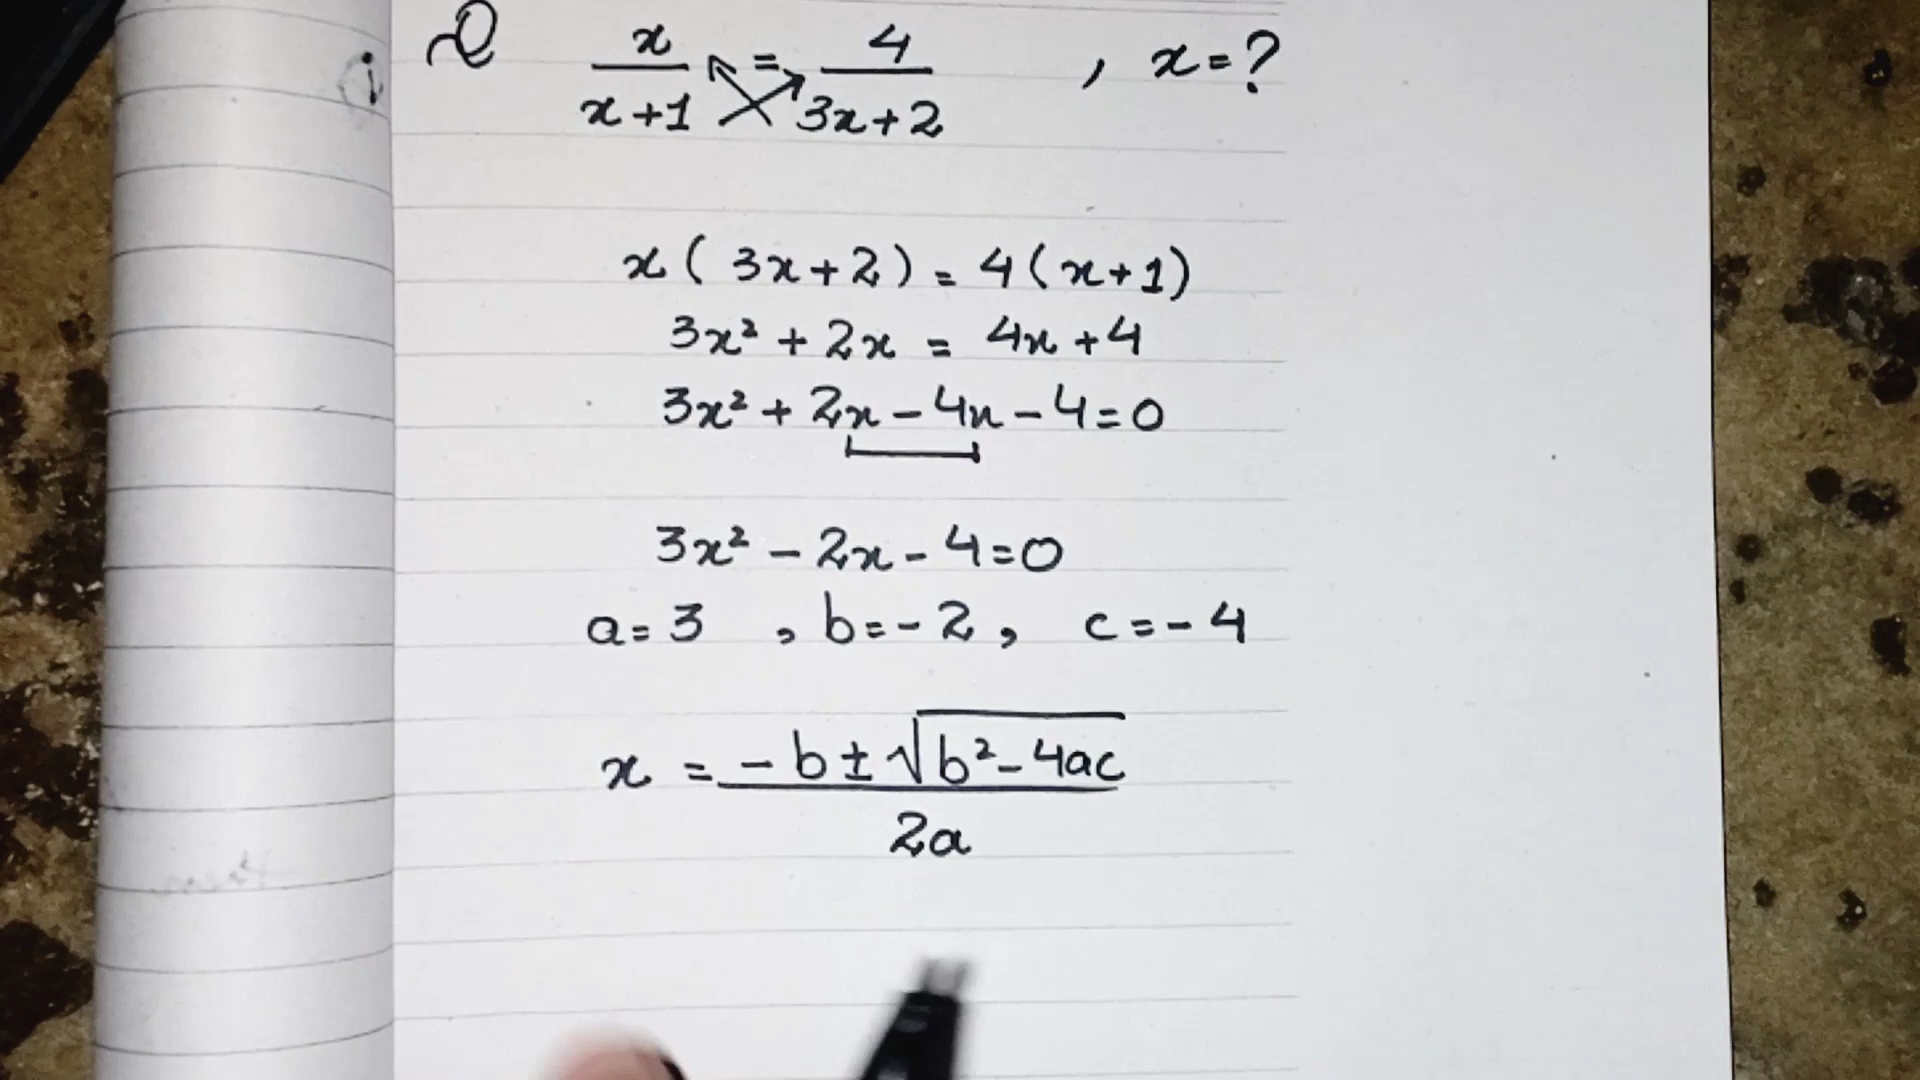 Q x/(x+1) = 4/(3x+2) , x=?
x(3x+2)=4(x+1)
3x² + 2x = 4x+4
3x² + 2x - 4x - 4=0
3x² - 2x - 4=0
a=3 , b=-2, c=-4
x = (-b±√(b²-4ac))/2a